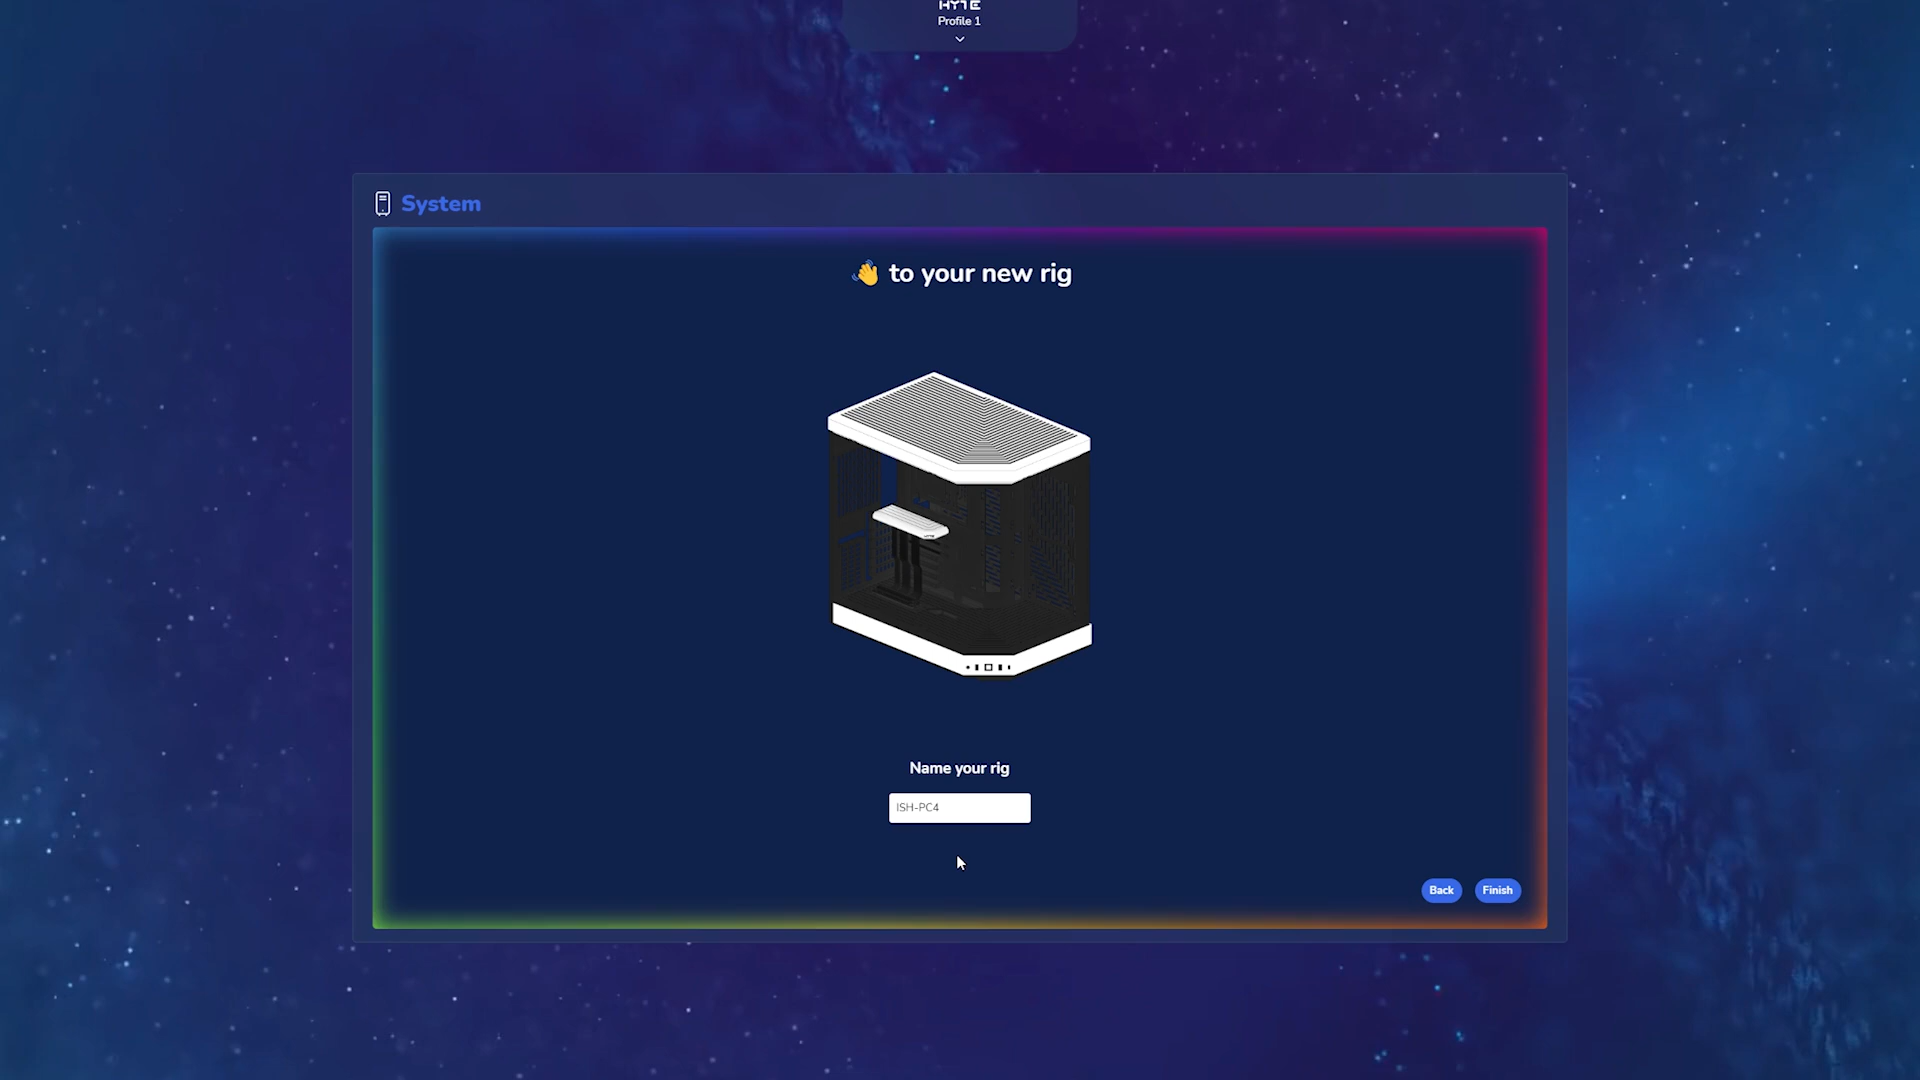 HYTE
Profile 1
System
👋 to your new rig
Name your rig
ISH-PC4
Back
Finish